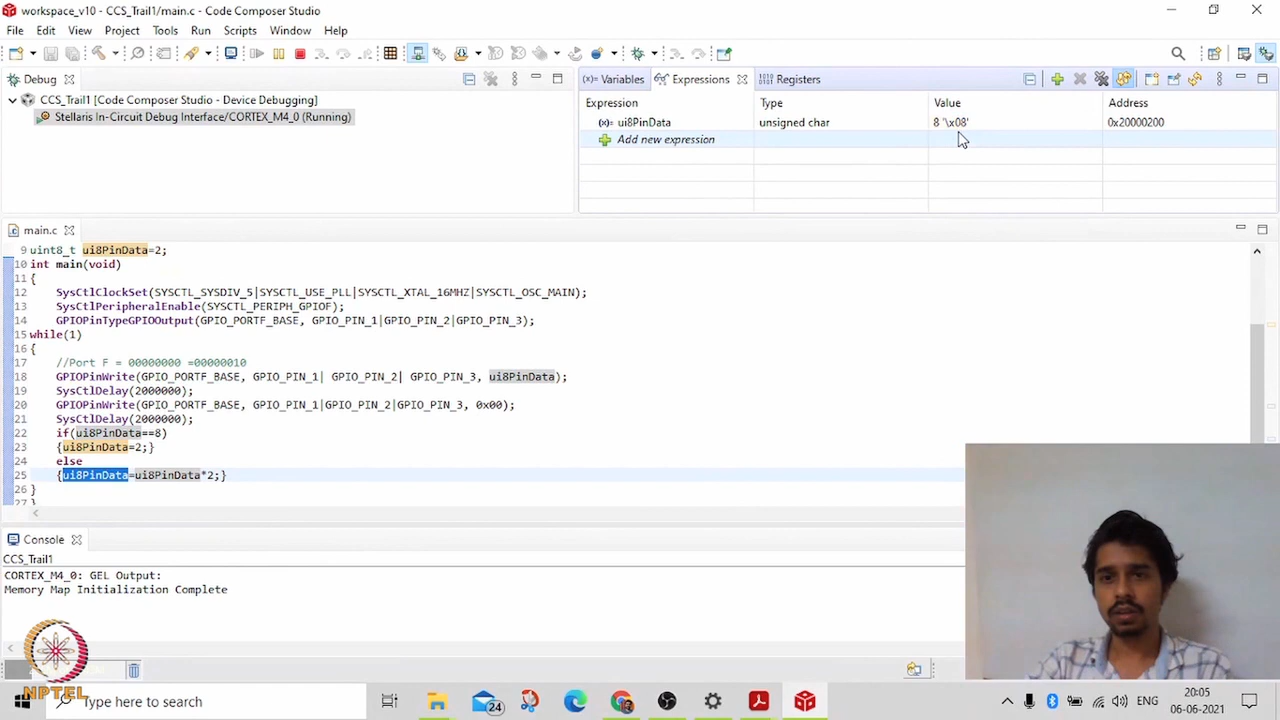 workspace_v10 - CCS_Trail1/main.c - Code Composer Studio
File Edit View Project Tools Run Scripts Window Help
Debug
(x)= Variables Expressions Registers
CCS_Trail1 [Code Composer Studio - Device Debugging]
Stellaris In-Circuit Debug Interface/CORTEX_M4_0 (Running)
Expression Type Value Address
(x)= ui8PinData unsigned char 8 '\x08' 0x20000200
Add new expression
main.c
9 uint8_t ui8PinData=2;
10 int main(void)
11 {
12 SysCtlClockSet(SYSCTL_SYSDIV_5|SYSCTL_USE_PLL|SYSCTL_XTAL_16MHZ|SYSCTL_OSC_MAIN);
13 SysCtlPeripheralEnable(SYSCTL_PERIPH_GPIOF);
14 GPIOPinTypeGPIOOutput(GPIO_PORTF_BASE, GPIO_PIN_1|GPIO_PIN_2|GPIO_PIN_3);
15 while(1)
16 {
17 //Port F = 00000000 =00000010
18 GPIOPinWrite(GPIO_PORTF_BASE, GPIO_PIN_1| GPIO_PIN_2| GPIO_PIN_3, ui8PinData);
19 SysCtlDelay(2000000);
20 GPIOPinWrite(GPIO_PORTF_BASE, GPIO_PIN_1|GPIO_PIN_2|GPIO_PIN_3, 0x00);
21 SysCtlDelay(2000000);
22 if(ui8PinData==8)
23 {ui8PinData=2;}
24 else
25 {ui8PinData=ui8PinData*2;}
26 }
27 }
Console
CCS_Trail1
CORTEX_M4_0: GEL Output:
Memory Map Initialization Complete
NPTEL
Type here to search
24
ENG
20:05
06-06-2021